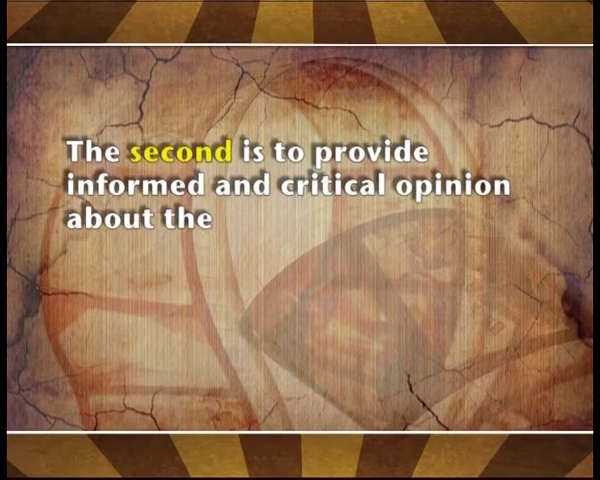 The second is to provide
informed and critical opinion
about the